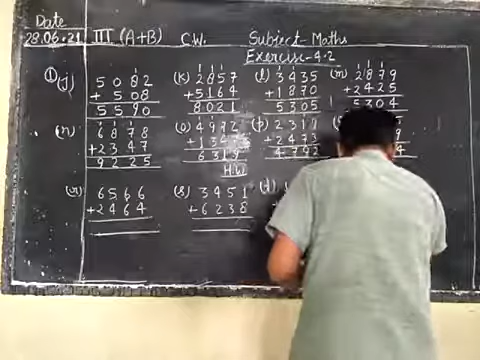 Date
28.06.21 III (A+B) C.W. Subject-Maths
Exercise-4.2
① (j) 5082 + 508 5590
(k) 2857 +5164 8021
(l) 3435 +1870 5305
(m) 2879 +2425 5304
(n) 6878 +2347 9225
(o) 4972 6319
(p) 2319 +2473 4792
H.W
(r) 6566 +2464
(s) 3451 +6238